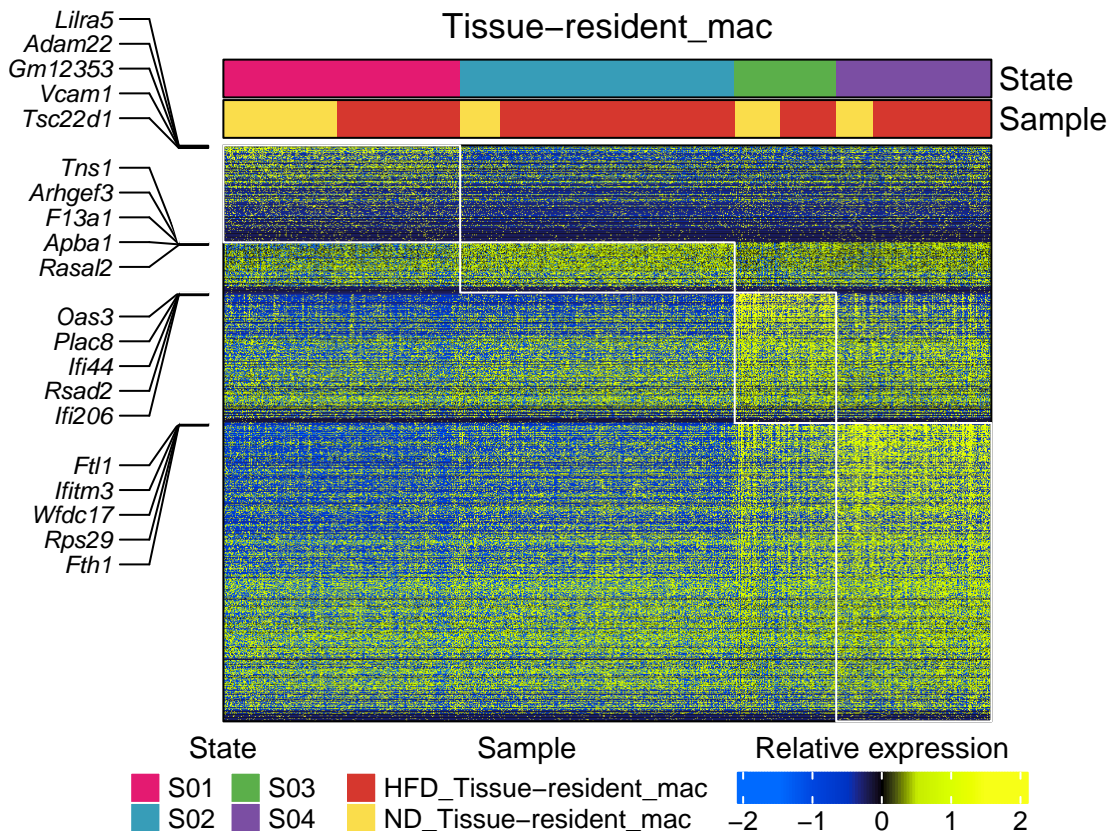 Tissue−resident_mac
State
Sample
Lilra5
Adam22
Gm12353
Vcam1
Tsc22d1
Tns1
Arhgef3
F13a1
Apba1
Rasal2
Oas3
Plac8
Ifi44
Rsad2
Ifi206
Ftl1
Ifitm3
Wfdc17
Rps29
Fth1
State
S01
S02
S03
S04
Sample
HFD_Tissue−resident_mac
ND_Tissue−resident_mac
Relative expression
−2 −1 0 1 2